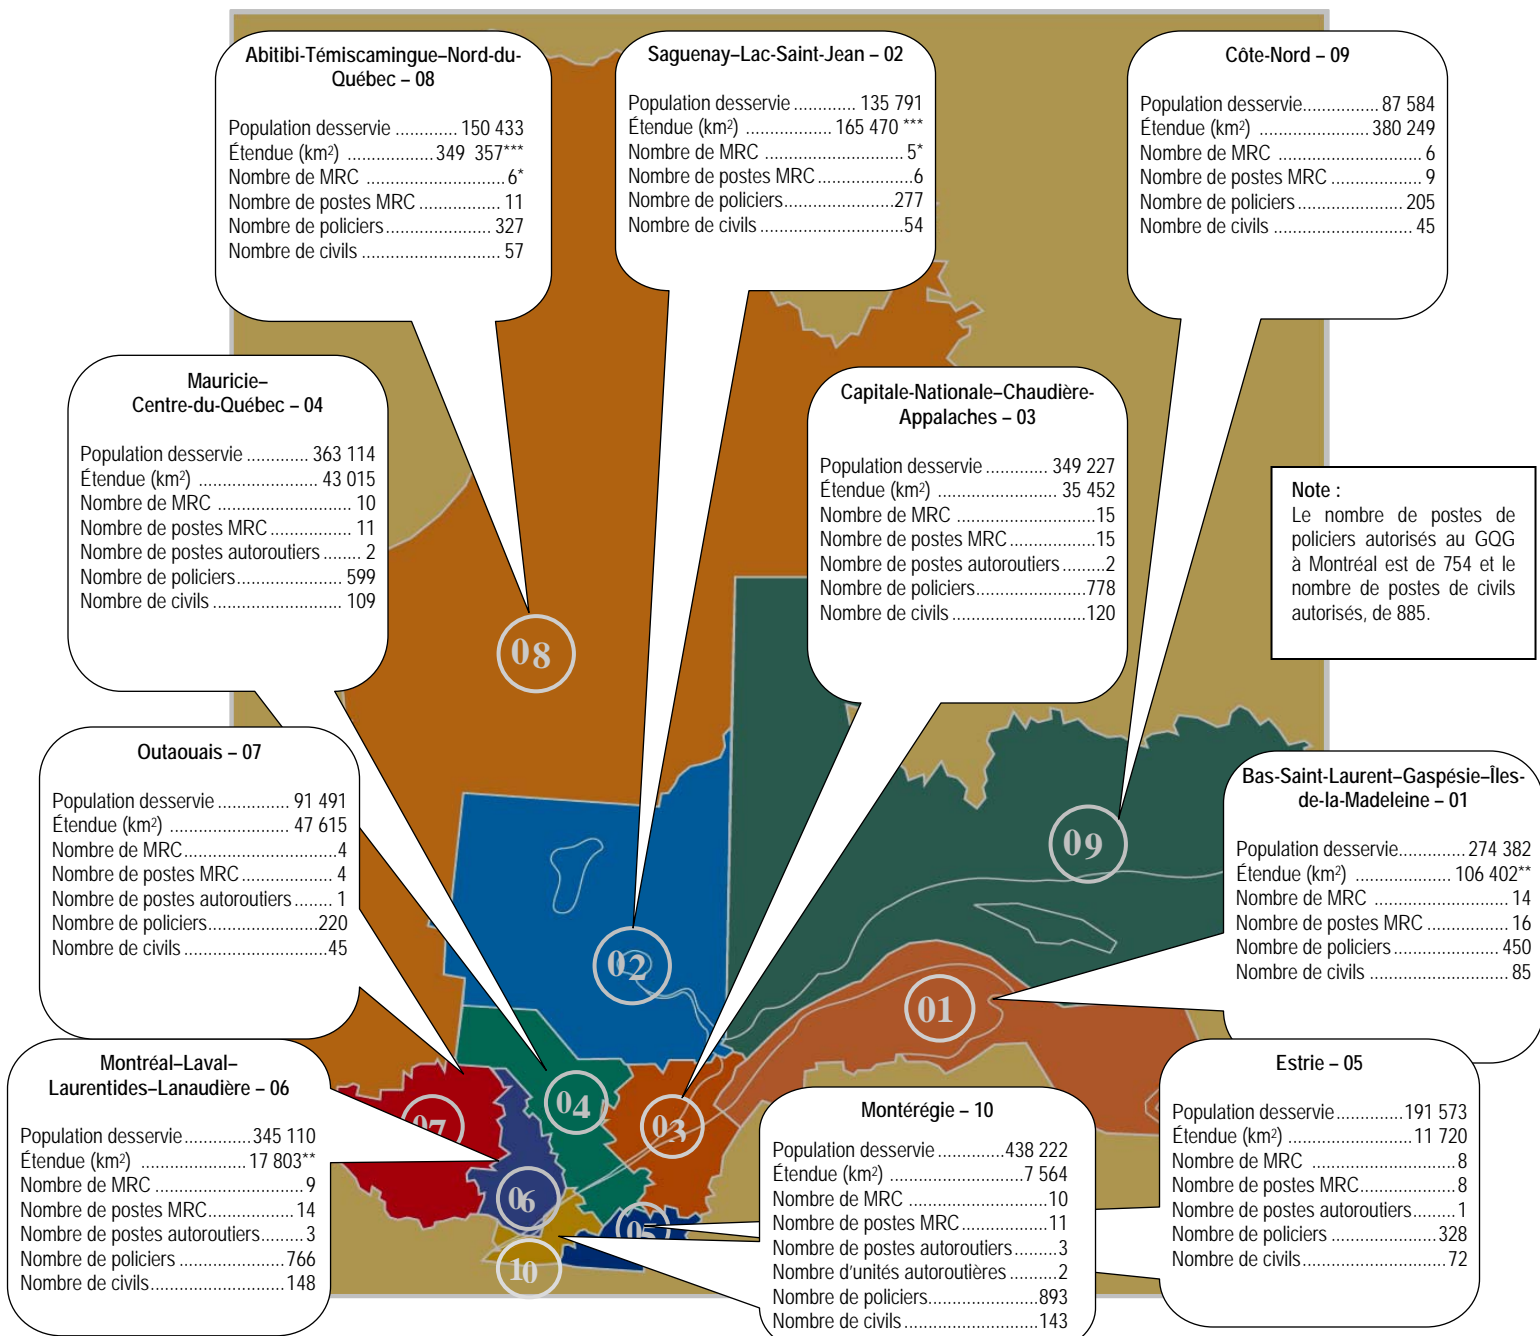 Abitibi-Témiscamingue–Nord-du-
Québec – 08
Population desservie ............. 150 433
Étendue (km²) ..................349 357***
Nombre de MRC .............................6*
Nombre de postes MRC ................. 11
Nombre de policiers..................... 327
Nombre de civils ............................ 57
Saguenay–Lac-Saint-Jean – 02
Population desservie ............. 135 791
Étendue (km²) .................. 165 470 ***
Nombre de MRC ............................. 5*
Nombre de postes MRC....................6
Nombre de policiers.......................277
Nombre de civils .............................54
Côte-Nord – 09
Population desservie................ 87 584
Étendue (km²) ........................ 380 249
Nombre de MRC ............................... 6
Nombre de postes MRC .................... 9
Nombre de policiers ...................... 205
Nombre de civils ............................. 45
Mauricie–
Centre-du-Québec – 04
Population desservie ............. 363 114
Étendue (km²) .......................... 43 015
Nombre de MRC ............................ 10
Nombre de postes MRC ................. 11
Nombre de postes autoroutiers ........ 2
Nombre de policiers....................... 599
Nombre de civils ............................ 109
Capitale-Nationale–Chaudière-
Appalaches – 03
Population desservie ............. 349 227
Étendue (km²) .......................... 35 452
Nombre de MRC .............................15
Nombre de postes MRC..................15
Nombre de postes autoroutiers.........2
Nombre de policiers........................778
Nombre de civils .............................120
Note :
Le nombre de postes de
policiers autorisés au GQG
à Montréal est de 754 et le
nombre de postes de civils
autorisés, de 885.
08
Outaouais – 07
Population desservie ............... 91 491
Étendue (km²) .......................... 47 615
Nombre de MRC.................................4
Nombre de postes MRC .................... 4
Nombre de postes autoroutiers ........ 1
Nombre de policiers........................220
Nombre de civils ..............................45
Bas-Saint-Laurent–Gaspésie–Îles-
de-la-Madeleine – 01
Population desservie...............274 382
Étendue (km²) ..................... 106 402**
Nombre de MRC ............................. 14
Nombre de postes MRC .................. 16
Nombre de policiers ....................... 450
Nombre de civils .............................. 85
09
02
01
Montréal–Laval–
Laurentides–Lanaudière – 06
Population desservie...............345 110
Étendue (km²) .......................17 803**
Nombre de MRC ................................9
Nombre de postes MRC...................14
Nombre de postes autoroutiers......... 3
Nombre de policiers .......................766
Nombre de civils.............................148
Estrie – 05
Population desservie...............191 573
Étendue (km²) ..........................11 720
Nombre de MRC ...............................8
Nombre de postes MRC.....................8
Nombre de postes autoroutiers..........1
Nombre de policiers .......................328
Nombre de civils ..............................72
Montérégie – 10
Population desservie ...............438 222
Étendue (km²) ............................7 564
Nombre de MRC .............................10
Nombre de postes MRC..................11
Nombre de postes autoroutiers.........3
Nombre d'unités autoroutières ..........2
Nombre de policiers........................893
Nombre de civils.............................143
04
07
03
06
05
10